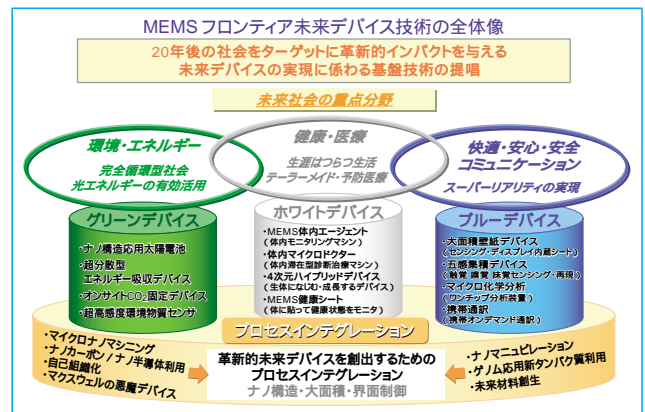 MEMSフロンティア未来デバイス技術の全体像
20年後の社会をターゲットに革新的インパクトを与える
未来デバイスの実現に係わる基盤技術の提唱
未来社会の重点分野
環境・エネルギー
完全循環型社会
光エネルギーの有効活用
健康・医療
生涯はつらつ生活
テーラーメイド・予防医療
快適・安心・安全
コミュニケーション
スーパーリアリティの実現
グリーンデバイス
・ナノ構造応用太陽電池
・超分散型
エネルギー吸収デバイス
・オンサイトCO₂固定デバイス
・超高感度環境物質センサ
ホワイトデバイス
・MEMS体内エージェント
(体内モニタリングマシン)
・体内マイクロドクター
(体内滞在型診断治療マシン)
・4次元ハイブリッドデバイス
(生体になじむ・成長するデバイス)
・MEMS健康シート
(体に貼って健康状態をモニタ)
ブルーデバイス
・大面積壁紙デバイス
(センシング・ディスプレイ内蔵シート)
・五感集積デバイス
(触覚 嗅覚 味覚センシング・再現)
・マイクロ化学分析
(ワンチップ分析装置)
・携帯通訳
(携帯オンデマンド通訳)
プロセスインテグレーション
・マイクロナノマシニング
・ナノカーボン/ナノ半導体利用
・自己組織化
・マクスウェルの悪魔デバイス
革新的未来デバイスを創出するための
プロセスインテグレーション
ナノ構造・大面積・界面制御
・ナノマニュピレーション
・ゲノム応用新タンパク質利用
・未来材料創生